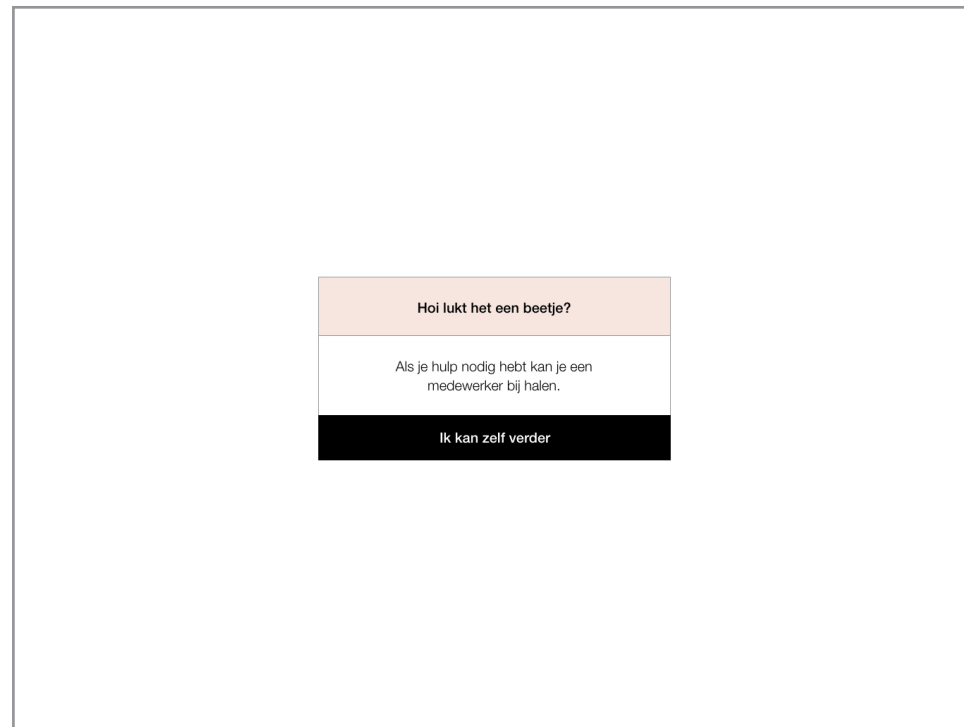 Hoi lukt het een beetje?
Als je hulp nodig hebt kan je een
medewerker bij halen.
Ik kan zelf verder